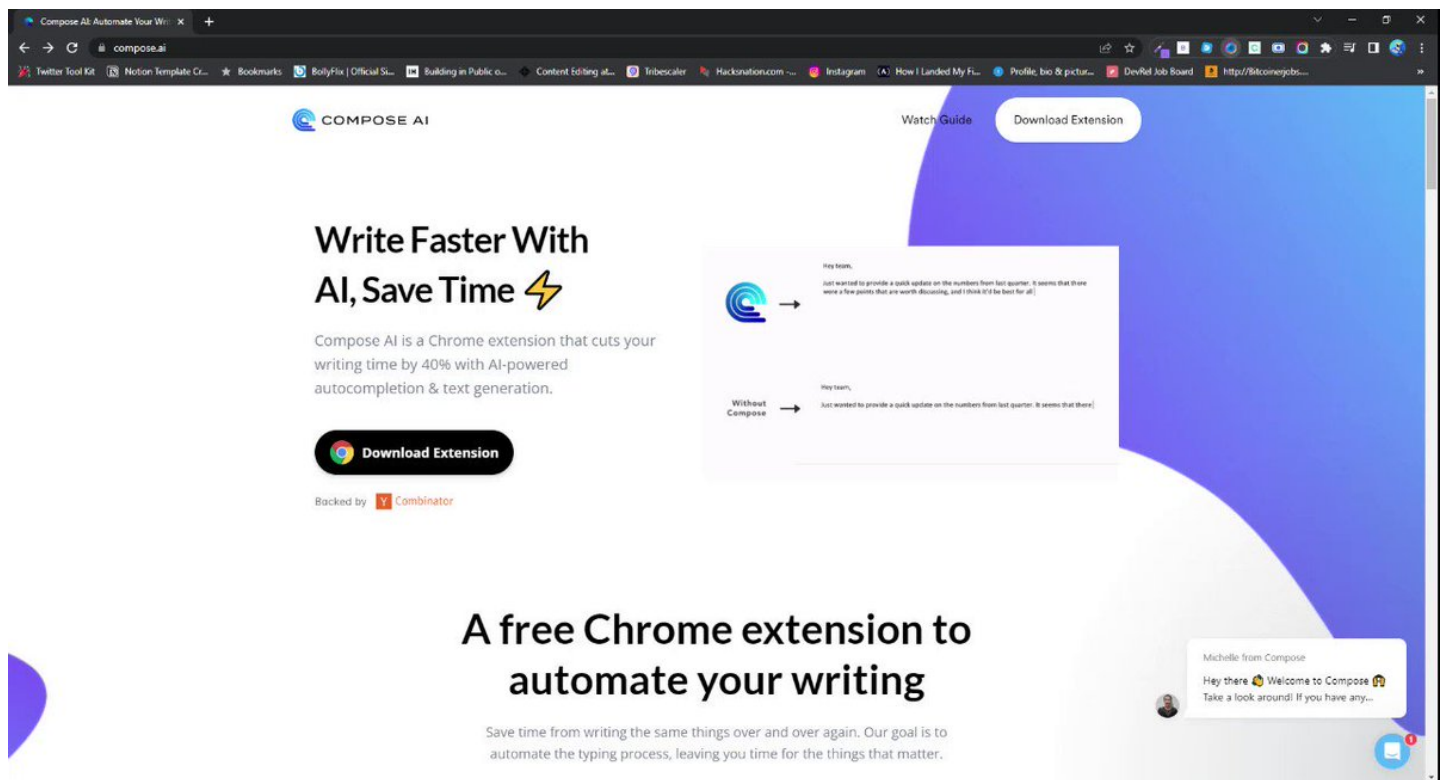 Compose AI: Automate Your Wri
compose.ai
Twitter Tool Kit Notion Template Cr... Bookmarks BollyFlix | Official Si... Building in Public o... Content Editing at... Tribescaler Hacksnation.com -... Instagram How I Landed My Fi... Profile, bio & pictur... DevRel Job Board http://Bitcoinerjobs....
COMPOSE AI
Watch Guide
Download Extension
Write Faster With
AI, Save Time ⚡
Compose AI is a Chrome extension that cuts your
writing time by 40% with AI-powered
autocompletion & text generation.
Download Extension
Backed by Y Combinator
Hey team,
Just wanted to provide a quick update on the numbers from last quarter. It seems that there
were a few points that are worth discussing, and I think it'd be best for all
Without
Compose
Hey team,
Just wanted to provide a quick update on the numbers from last quarter. It seems that there
A free Chrome extension to
automate your writing
Save time from writing the same things over and over again. Our goal is to
automate the typing process, leaving you time for the things that matter.
Michelle from Compose
Hey there 👋 Welcome to Compose 🙌
Take a look around! If you have any...
1